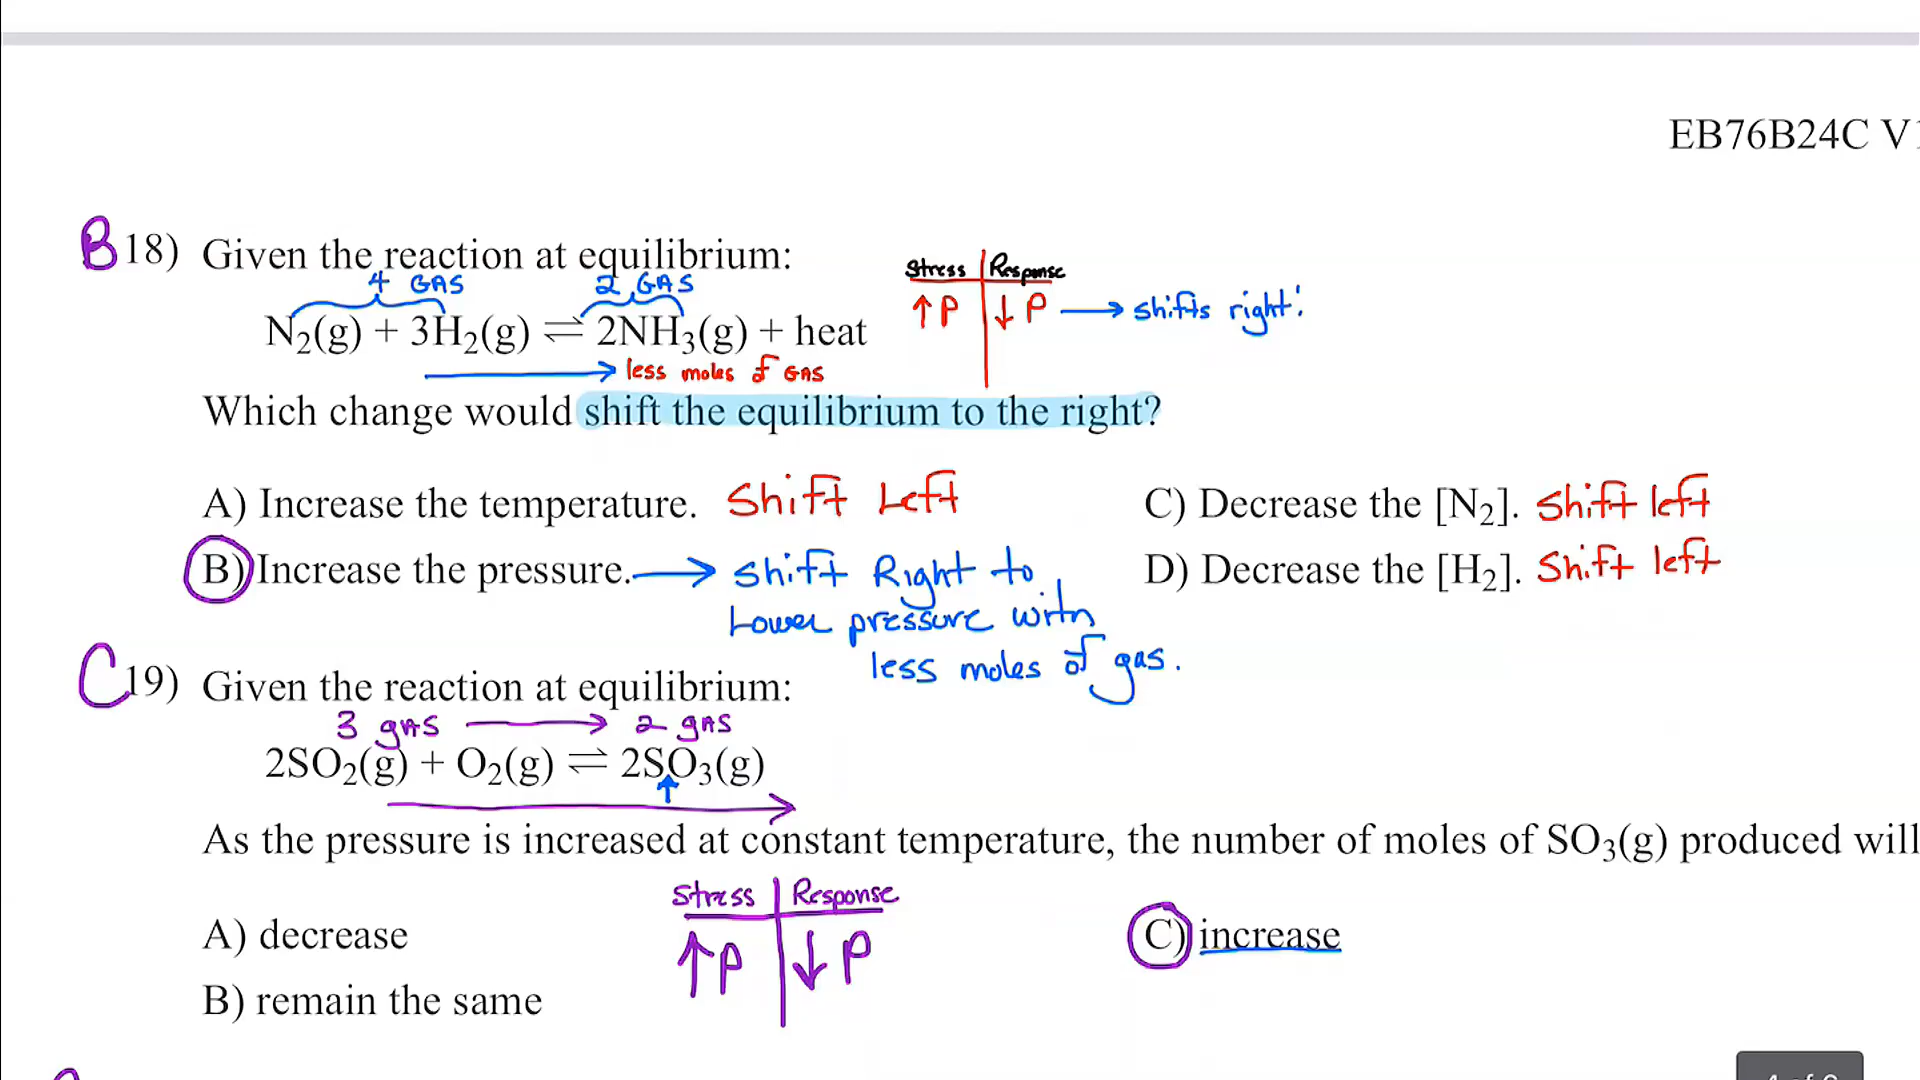 EB76B24C V1
B 18) Given the reaction at equilibrium:
4 GAS 2 GAS
N₂(g) + 3H₂(g) ⇌ 2NH₃(g) + heat
→ less moles of GAS
Stress | Response
↑ P | ↓ P → shifts right!
Which change would shift the equilibrium to the right?
A) Increase the temperature. Shift Left
B) Increase the pressure. → Shift Right to
Lower pressure with
less moles of gas.
C) Decrease the [N₂]. Shift left
D) Decrease the [H₂]. Shift left
C 19) Given the reaction at equilibrium:
3 gas → 2 gas
2SO₂(g) + O₂(g) ⇌ 2SO₃(g)
↑
As the pressure is increased at constant temperature, the number of moles of SO₃(g) produced will
A) decrease
B) remain the same
Stress | Response
↑ P | ↓ P
C) increase